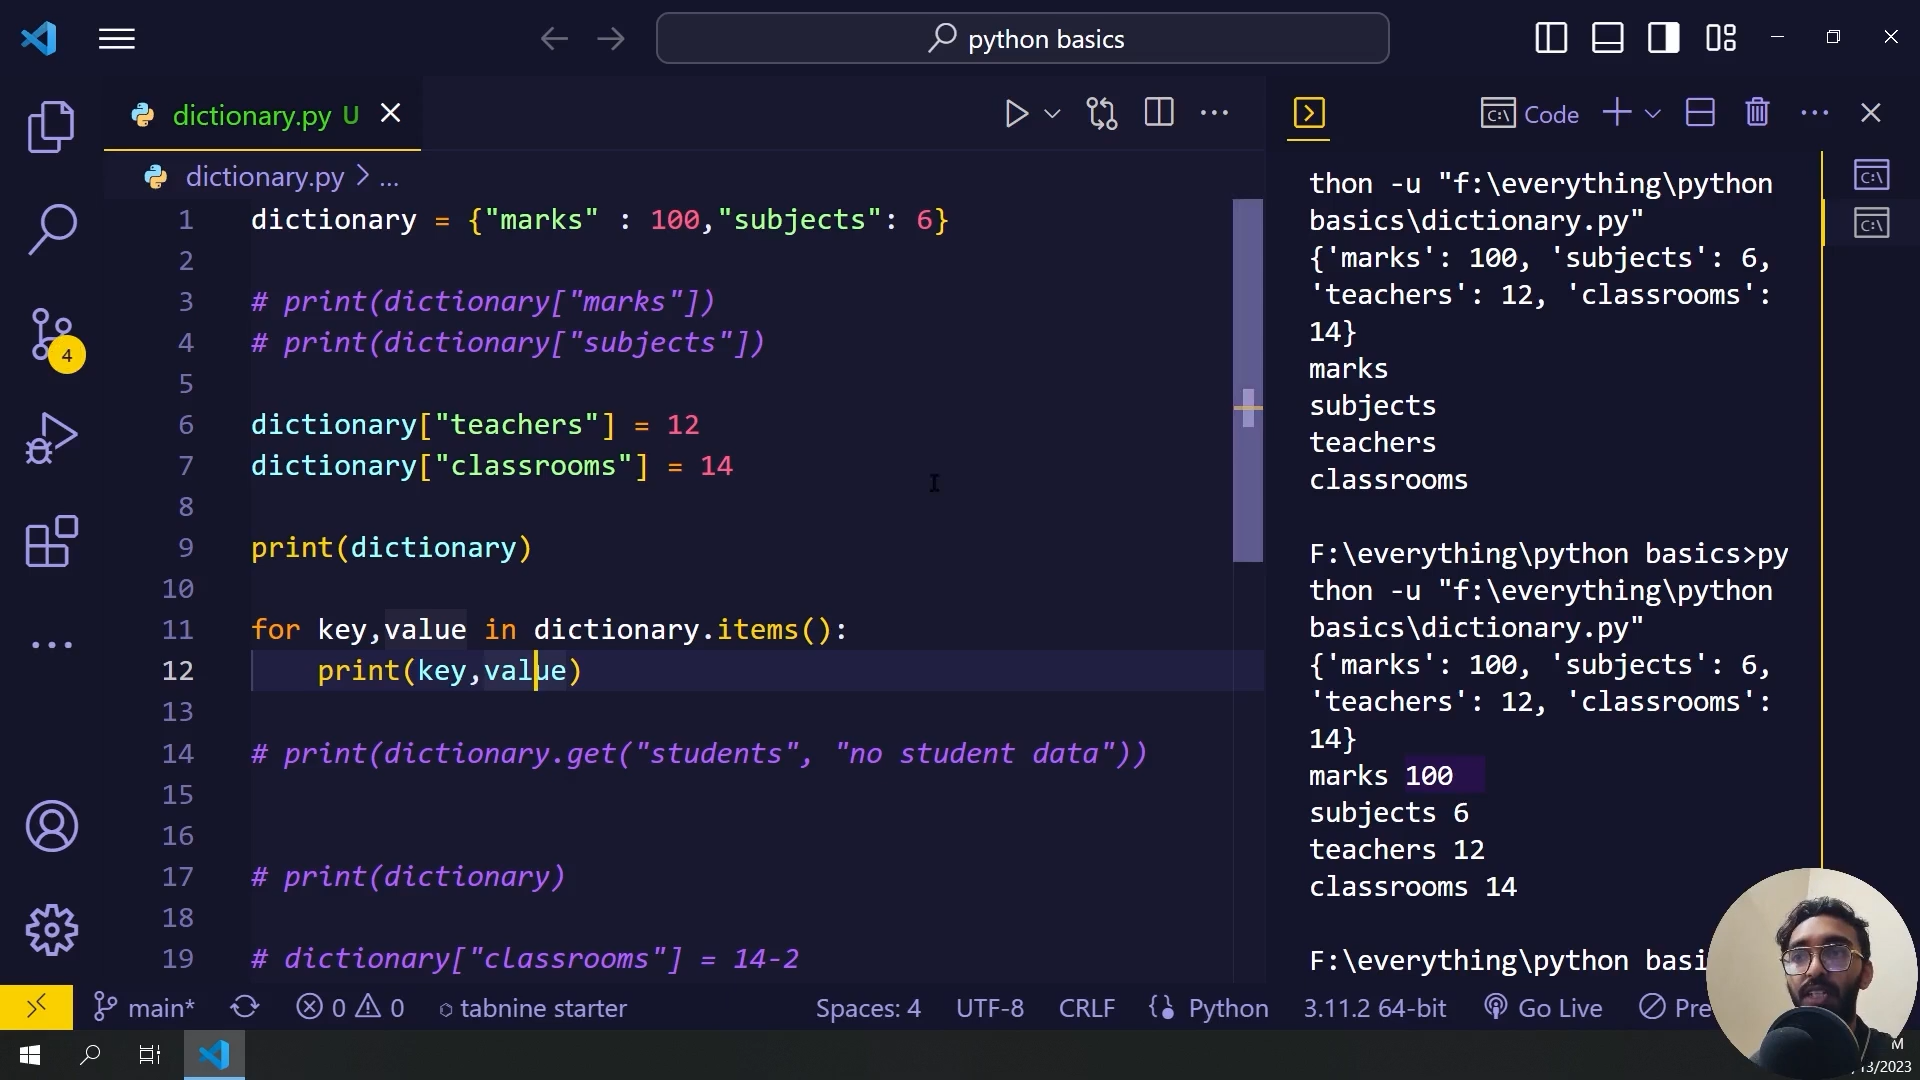 python basics
dictionary.py U
Code
dictionary.py > ...
1 dictionary = {"marks" : 100,"subjects": 6}
2
3 # print(dictionary["marks"])
4 # print(dictionary["subjects"])
5
6 dictionary["teachers"] = 12
7 dictionary["classrooms"] = 14
8
9 print(dictionary)
10
11 for key,value in dictionary.items():
12 print(key,value)
13
14 # print(dictionary.get("students", "no student data"))
15
16
17 # print(dictionary)
18
19 # dictionary["classrooms"] = 14-2
thon -u "f:\everything\python
basics\dictionary.py"
{'marks': 100, 'subjects': 6,
'teachers': 12, 'classrooms':
14}
marks
subjects
teachers
classrooms
F:\everything\python basics>py
thon -u "f:\everything\python
basics\dictionary.py"
{'marks': 100, 'subjects': 6,
'teachers': 12, 'classrooms':
14}
marks 100
subjects 6
teachers 12
classrooms 14
F:\everything\python basi
C:\
C:\
C:\
4
main* 0 0 tabnine starter Spaces: 4 UTF-8 CRLF Python 3.11.2 64-bit Go Live Pre
M
13/2023